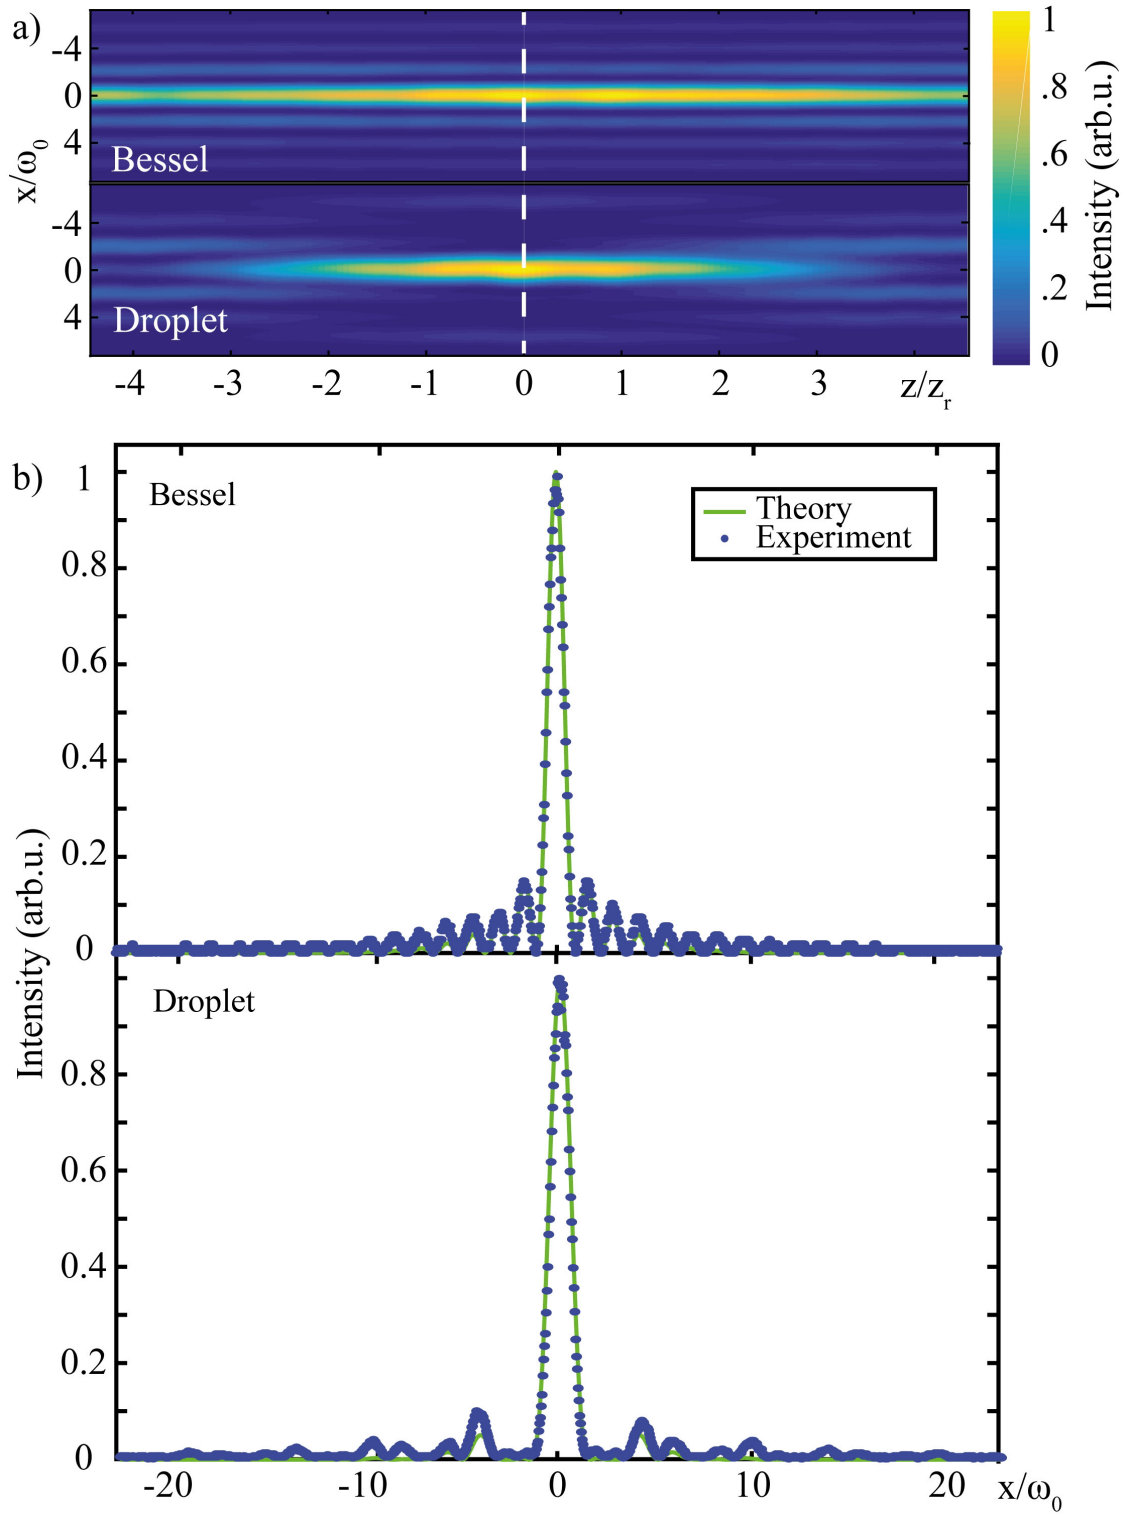 a)
-4
0
4
Bessel
-4
0
4
Droplet
x/ω0
-4 -3 -2 -1 0 1 2 3 z/zr
1
.8
.6
.4
.2
0
Intensity (arb.u.)
b)
Bessel
Theory
Experiment
1
0.8
0.6
0.4
0.2
0
Droplet
0.8
0.6
0.4
0.2
0
Intensity (arb.u.)
-20 -10 0 10 20 x/ω0